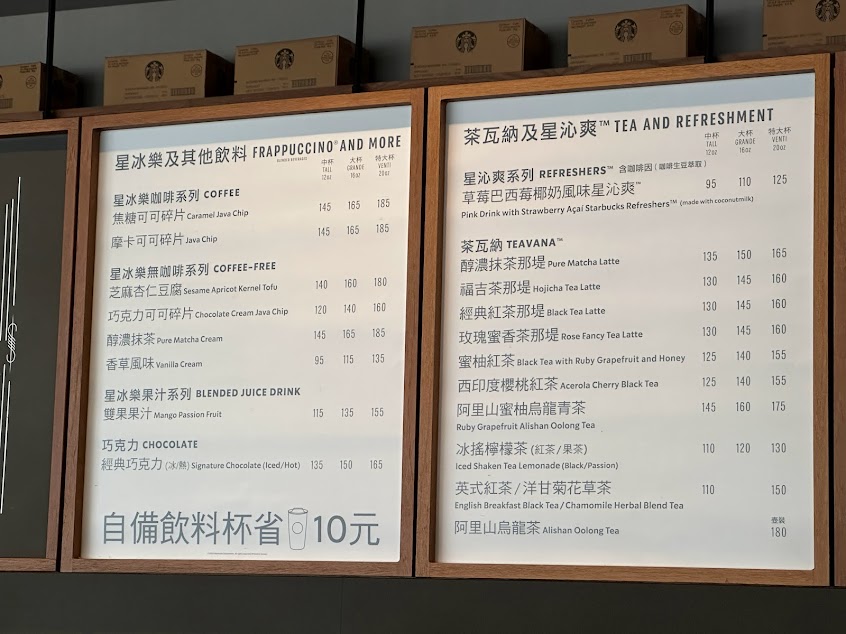 星冰樂及其他飲料 FRAPPUCCINO® AND MORE
BLENDED BEVERAGE
中杯 大杯 特大杯
TALL GRANDE VENTI
12oz 16oz 20oz
星冰樂咖啡系列 COFFEE
焦糖可可碎片 Caramel Java Chip 145 165 185
摩卡可可碎片 Java Chip 145 165 185
星冰樂無咖啡系列 COFFEE-FREE
芝麻杏仁豆腐 Sesame Apricot Kernel Tofu 140 160 180
巧克力可可碎片 Chocolate Cream Java Chip 120 140 160
醇濃抹茶 Pure Matcha Cream 145 165 185
香草風味 Vanilla Cream 95 115 135
星冰樂果汁系列 BLENDED JUICE DRINK
雙果果汁 Mango Passion Fruit 115 135 155
巧克力 CHOCOLATE
經典巧克力 (冰/熱) Signature Chocolate (Iced/Hot) 135 150 165
自備飲料杯省 10元
茶瓦納及星沁爽™ TEA AND REFRESHMENT
中杯 大杯 特大杯
TALL GRANDE VENTI
12oz 16oz 20oz
星沁爽系列 REFRESHERS™ 含咖啡因 (咖啡生豆萃取)
草莓巴西莓椰奶風味星沁爽™ 95 110 125
Pink Drink with Strawberry Açaí Starbucks Refreshers™ (made with coconutmilk)
茶瓦納 TEAVANA™
醇濃抹茶那堤 Pure Matcha Latte 135 150 165
福吉茶那堤 Hojicha Tea Latte 130 145 160
經典紅茶那堤 Black Tea Latte 130 145 160
玫瑰蜜香茶那堤 Rose Fancy Tea Latte 130 145 160
蜜柚紅茶 Black Tea with Ruby Grapefruit and Honey 125 140 155
西印度櫻桃紅茶 Acerola Cherry Black Tea 125 140 155
阿里山蜜柚烏龍青茶 145 160 175
Ruby Grapefruit Alishan Oolong Tea
冰搖檸檬茶 (紅茶/果茶) 110 120 130
Iced Shaken Tea Lemonade (Black/Passion)
英式紅茶/洋甘菊花草茶 110 150
English Breakfast Black Tea / Chamomile Herbal Blend Tea
壺裝
阿里山烏龍茶 Alishan Oolong Tea 180